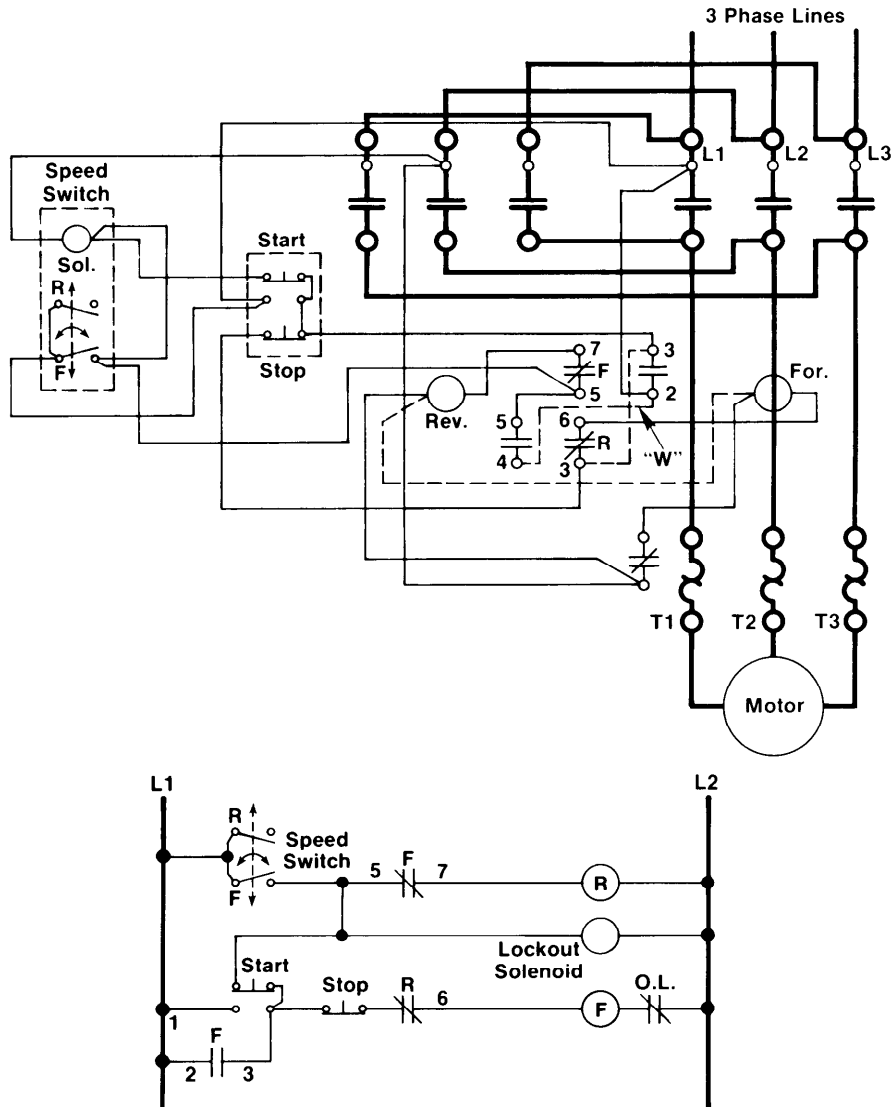 3 Phase Lines
L1 L2 L3
Speed
Switch
Start
Sol.
R
F
Stop
7 F 3
5 2
Rev. For.
5 6
4 R
3 "W"
T1 T2 T3
Motor
L1 L2
R
Speed
Switch
F
5 F 7 R
Lockout
Solenoid
Start
Stop R 6 F O.L.
1
F
2 3